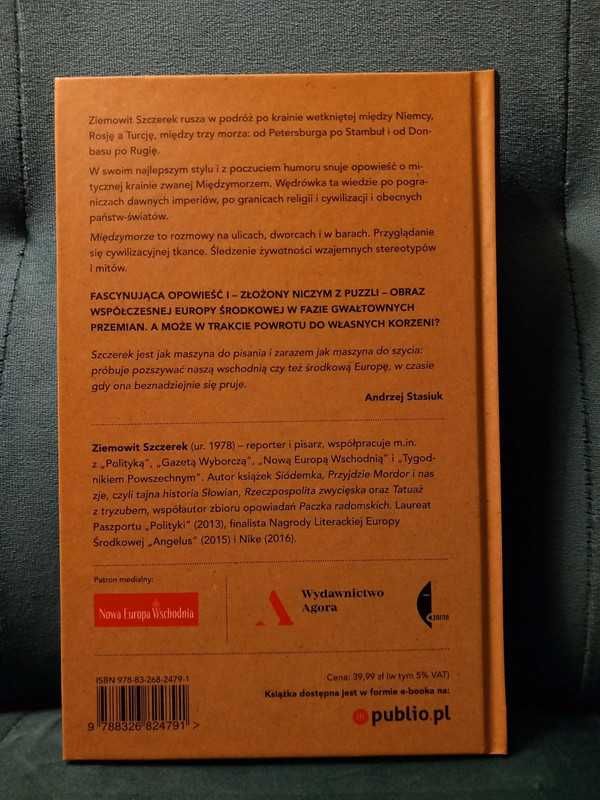 Ziemowit Szczerek rusza w podróż po krainie wetkniętej między Niemcy,
Rosję a Turcję, między trzy morza: od Petersburga po Stambuł i od Don-
basu po Rugię.
W swoim najlepszym stylu i z poczuciem humoru snuje opowieść o mi-
tycznej krainie zwanej Międzymorzem. Wędrówka ta wiedzie po pogra-
niczach dawnych imperiów, po granicach religii i cywilizacji i obecnych
państw-światów.
Międzymorze to rozmowy na ulicach, dworcach i w barach. Przyglądanie
się cywilizacyjnej tkance. Śledzenie żywotności wzajemnych stereotypów
i mitów.
FASCYNUJĄCA OPOWIEŚĆ I – ZŁOŻONY NICZYM Z PUZZLI – OBRAZ
WSPÓŁCZESNEJ EUROPY ŚRODKOWEJ W FAZIE GWAŁTOWNYCH
PRZEMIAN. A MOŻE W TRAKCIE POWROTU DO WŁASNYCH KORZENI?
Szczerek jest jak maszyna do pisania i zarazem jak maszyna do szycia:
próbuje pozszywać naszą wschodnią czy też środkową Europę, w czasie
gdy ona beznadziejnie się pruje.
Andrzej Stasiuk
Ziemowit Szczerek (ur. 1978) – reporter i pisarz, współpracuje m.in.
z „Polityką”, „Gazetą Wyborczą”, „Nową Europą Wschodnią” i „Tygod-
nikiem Powszechnym”. Autor książek Siódemka, Przyjdzie Mordor i nas
zje, czyli tajna historia Słowian, Rzeczpospolita zwycięska oraz Tatuaż
z tryzubem, współautor zbioru opowiadań Paczka radomskich. Laureat
Paszportu „Polityki” (2013), finalista Nagrody Literackiej Europy
Środkowej „Angelus” (2015) i Nike (2016).
Patron medialny:
Nowa Europa Wschodnia
A Wydawnictwo
Agora
czarne
ISBN 978-83-268-2479-1
9 788326 824791 >
Cena: 39,99 zł (w tym 5% VAT)
Książka dostępna jest w formie e-booka na:
publio.pl